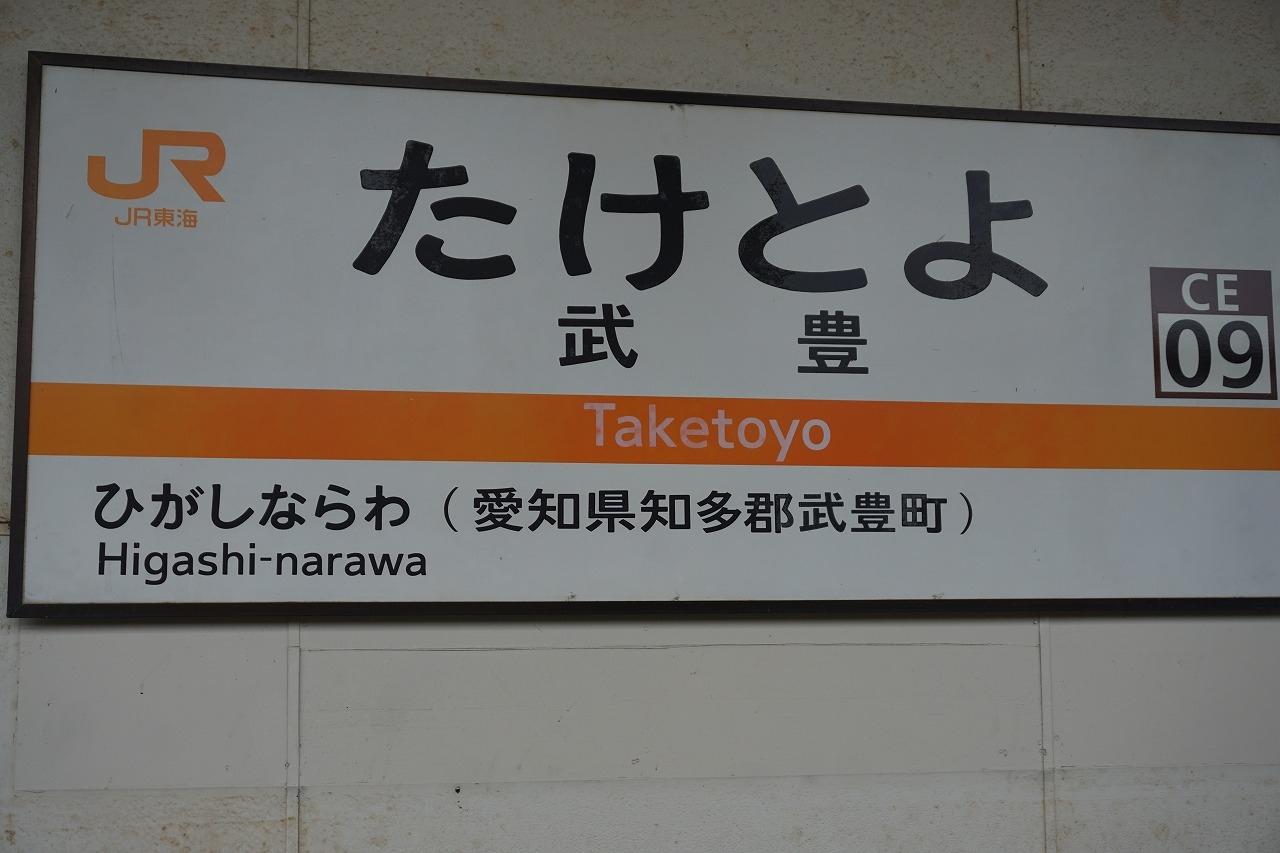 JR
JR東海
たけとよ
武豊
CE
09
Taketoyo
ひがしならわ（愛知県知多郡武豊町）
Higashi-narawa